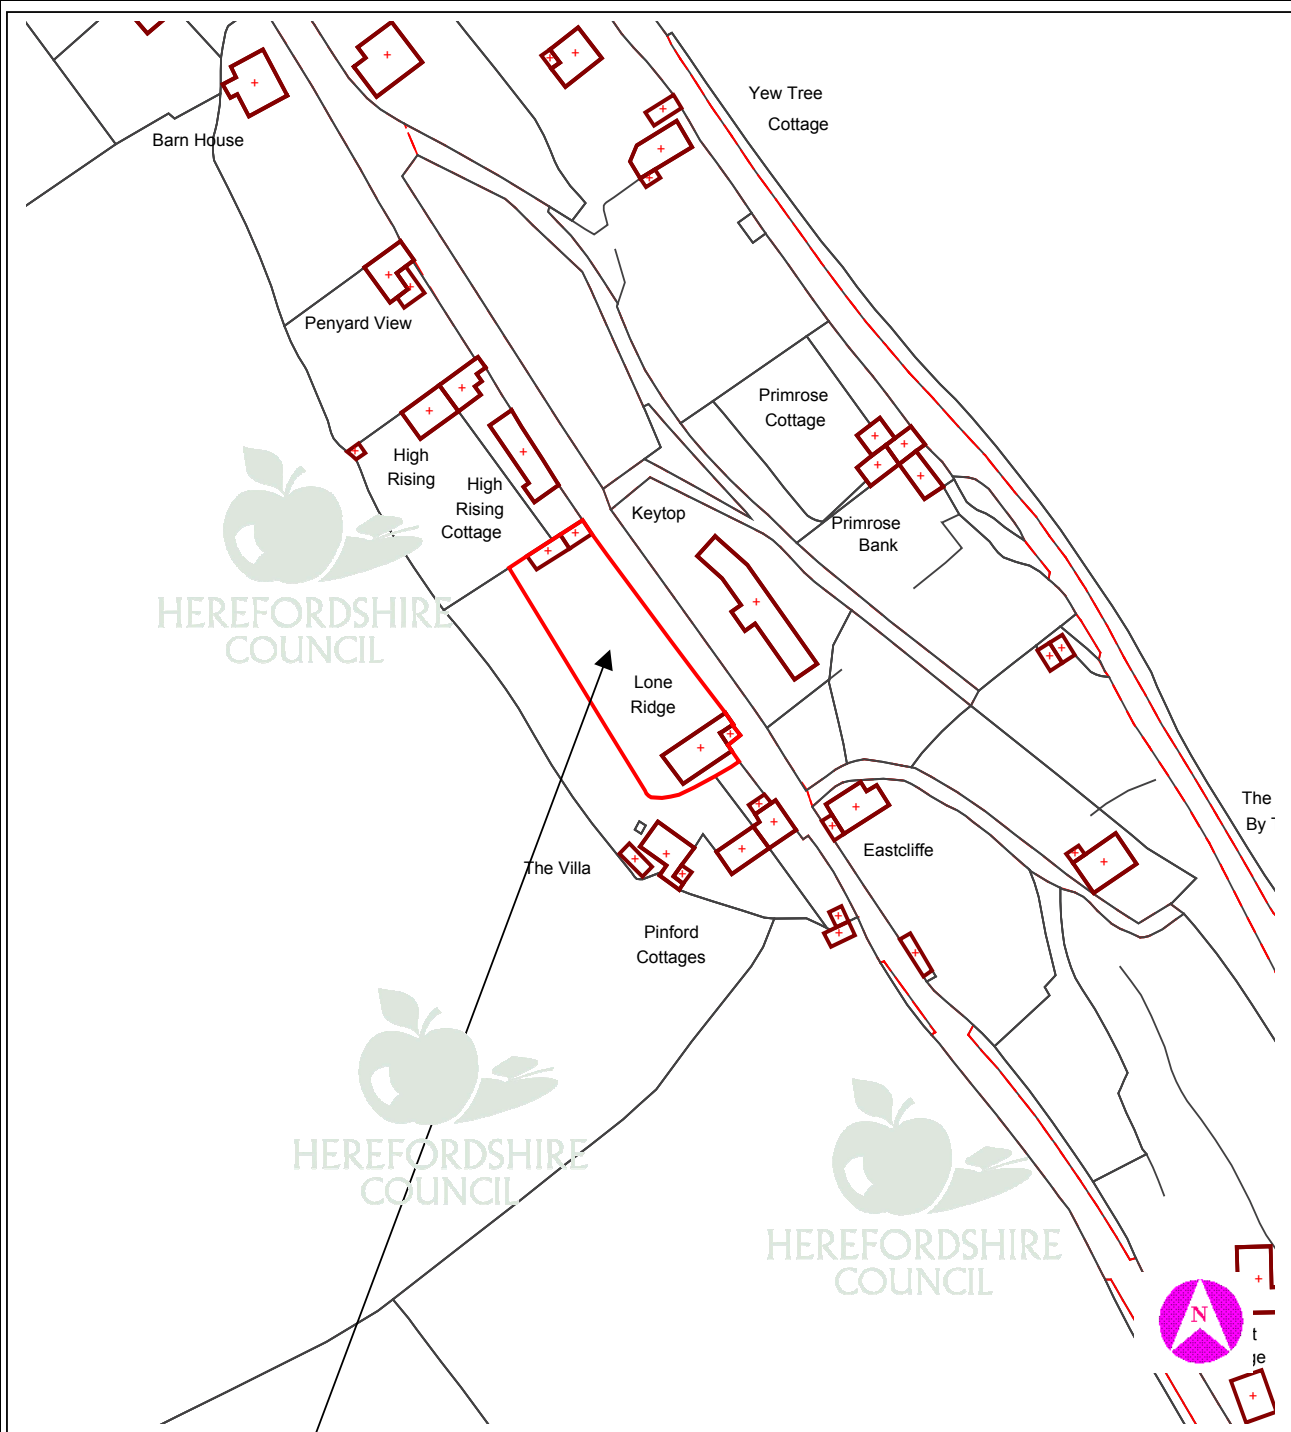 Yew Tree
Cottage
Barn House
Penyard View
Primrose
Cottage
High
Rising
High
Rising
Cottage
Keytop
Primrose
Bank
HEREFORDSHIRE
COUNCIL
Lone
Ridge
The
By
Eastcliffe
The Villa
Pinford
Cottages
HEREFORDSHIRE
COUNCIL
HEREFORDSHIRE
COUNCIL
N